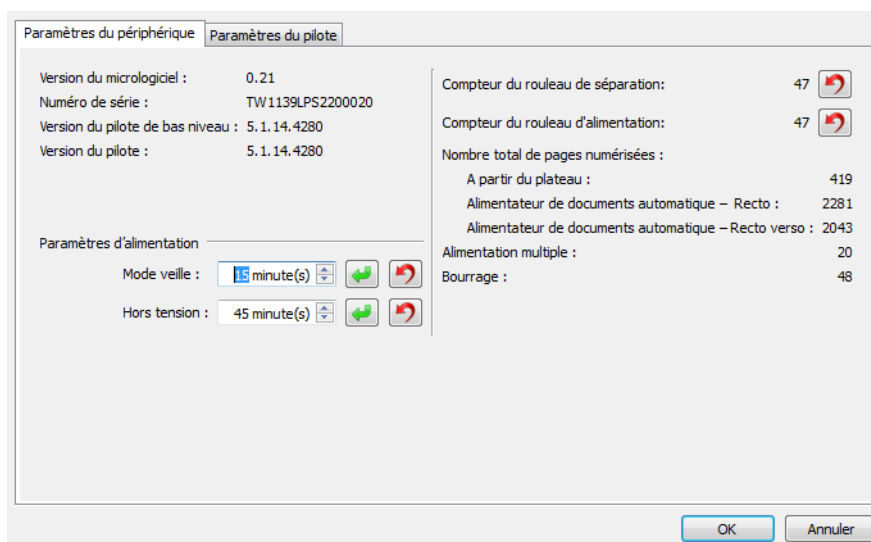 Paramètres du périphérique
Paramètres du pilote
Version du micrologiciel : 0.21
Numéro de série : TW1139LPS2200020
Version du pilote de bas niveau : 5.1.14.4280
Version du pilote : 5.1.14.4280
Paramètres d'alimentation
Mode veille : 15 minute(s)
Hors tension : 45 minute(s)
Compteur du rouleau de séparation: 47
Compteur du rouleau d'alimentation: 47
Nombre total de pages numérisées :
A partir du plateau : 419
Alimentateur de documents automatique – Recto : 2281
Alimentateur de documents automatique – Recto verso : 2043
Alimentation multiple : 20
Bourrage : 48
OK
Annuler